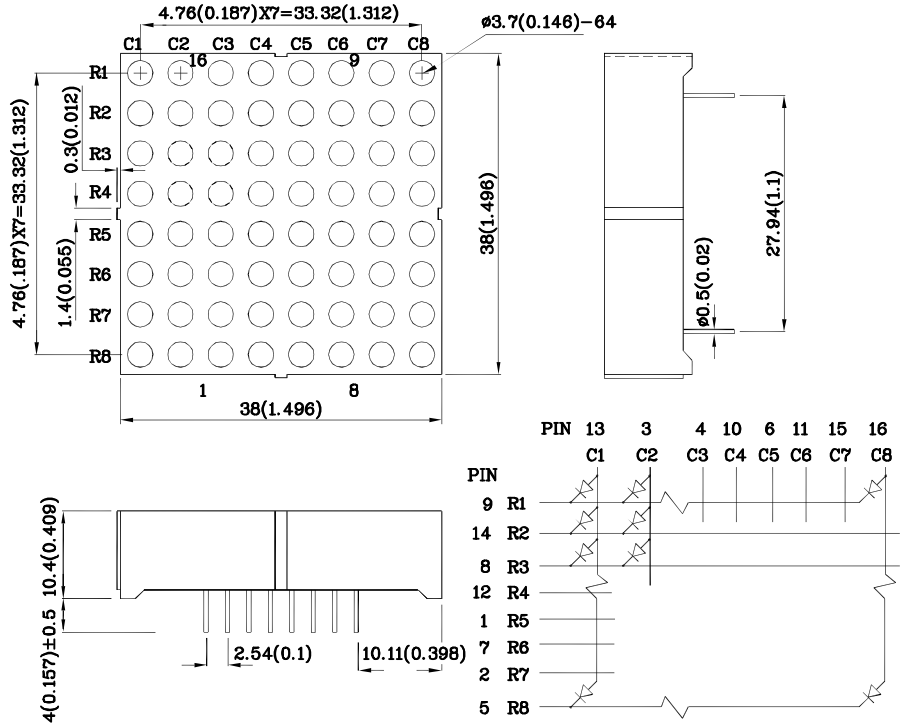 4.76(0.187)X7=33.32(1.312)
ø3.7(0.146)-64
C1 C2 C3 C4 C5 C6 C7 C8
16 9
R1
R2
R3
R4
R5
R6
R7
R8
4.76(.187)X7=33.32(1.312)
0.3(0.012)
1.4(0.055)
38(1.496)
1 8
38(1.496)
27.94(1.1)
ø0.5(0.02)
10.4(0.409)
4(0.157)±0.5
2.54(0.1)
10.11(0.398)
PIN 13 3 4 10 6 11 15 16
C1 C2 C3 C4 C5 C6 C7 C8
PIN
9 R1
14 R2
8 R3
12 R4
1 R5
7 R6
2 R7
5 R8